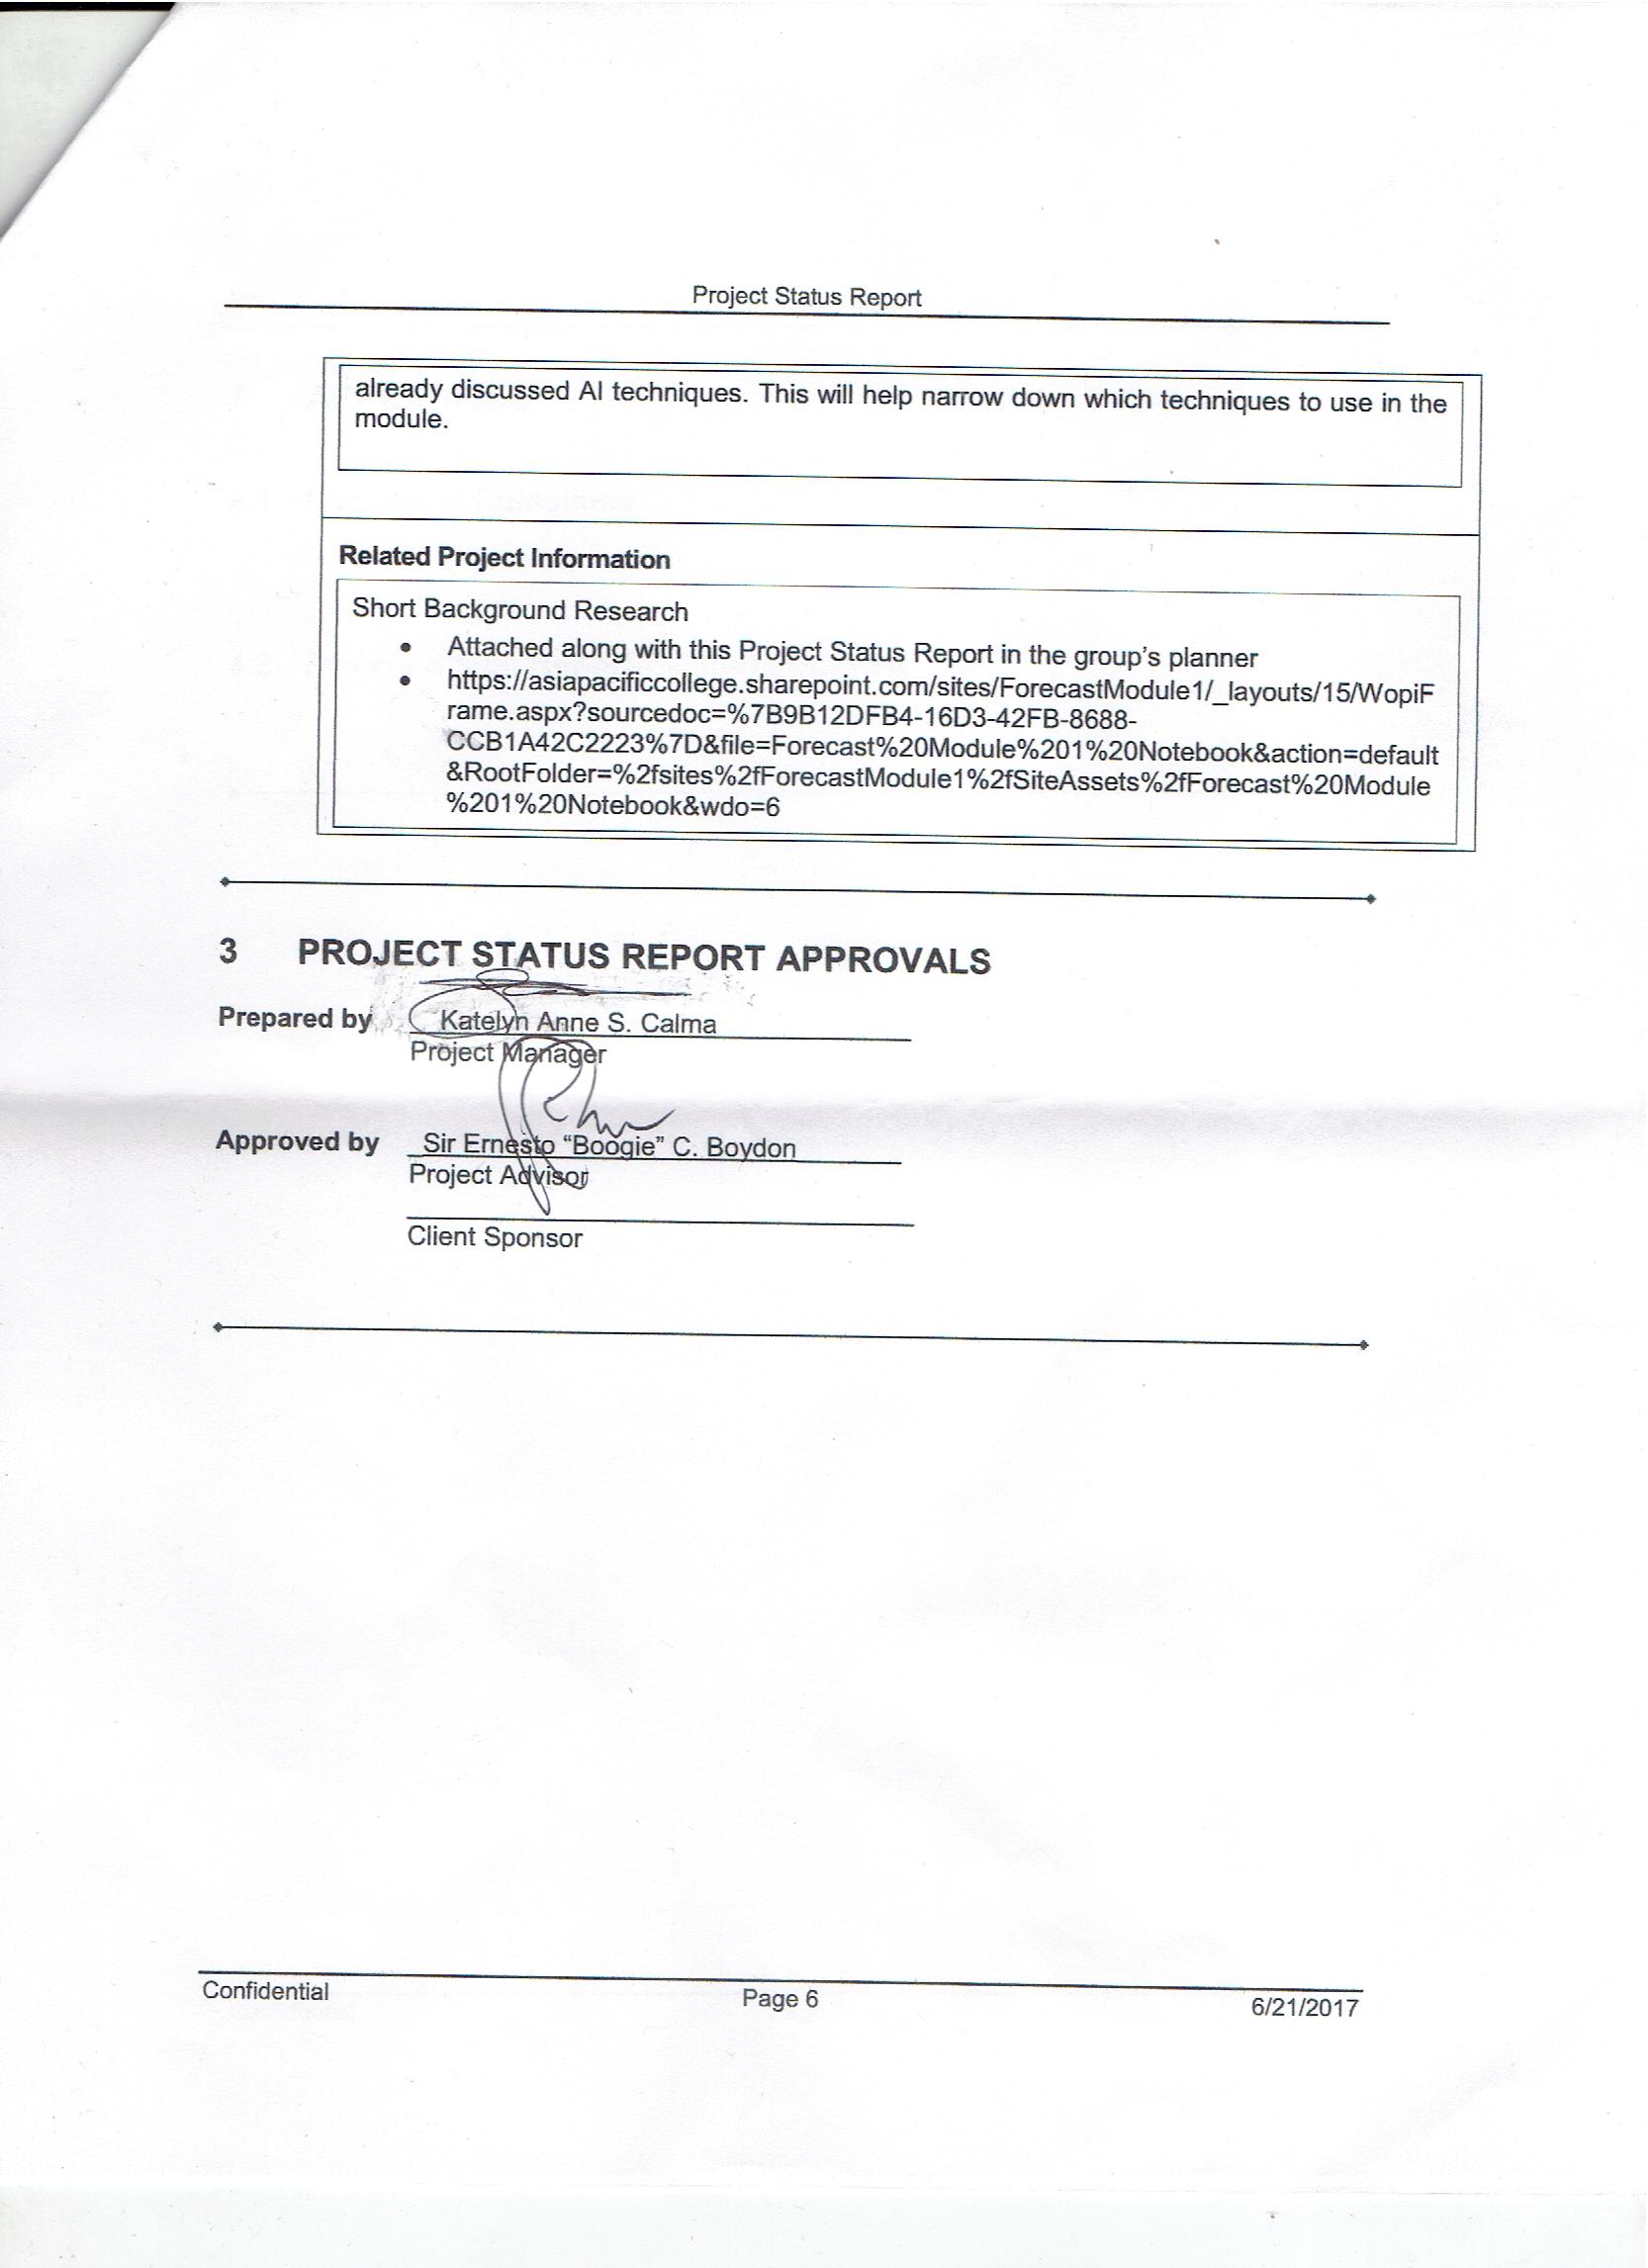 Project Status Report
already discussed AI techniques. This will help narrow down which techniques to use in the
module.
Related Project Information
Short Background Research
• Attached along with this Project Status Report in the group's planner
• https://asiapacificcollege.sharepoint.com/sites/ForecastModule1/_layouts/15/WopiF
rame.aspx?sourcedoc=%7B9B12DFB4-16D3-42FB-8688-
CCB1A42C2223%7D&file=Forecast%20Module%201%20Notebook&action=default
&RootFolder=%2fsites%2fForecastModule1%2fSiteAssets%2fForecast%20Module
%201%20Notebook&wdo=6
3 PROJECT STATUS REPORT APPROVALS
Prepared by Katelyn Anne S. Calma
Project Manager
Approved by Sir Ernesto “Boogie” C. Boydon
Project Advisor
Client Sponsor
Confidential Page 6 6/21/2017